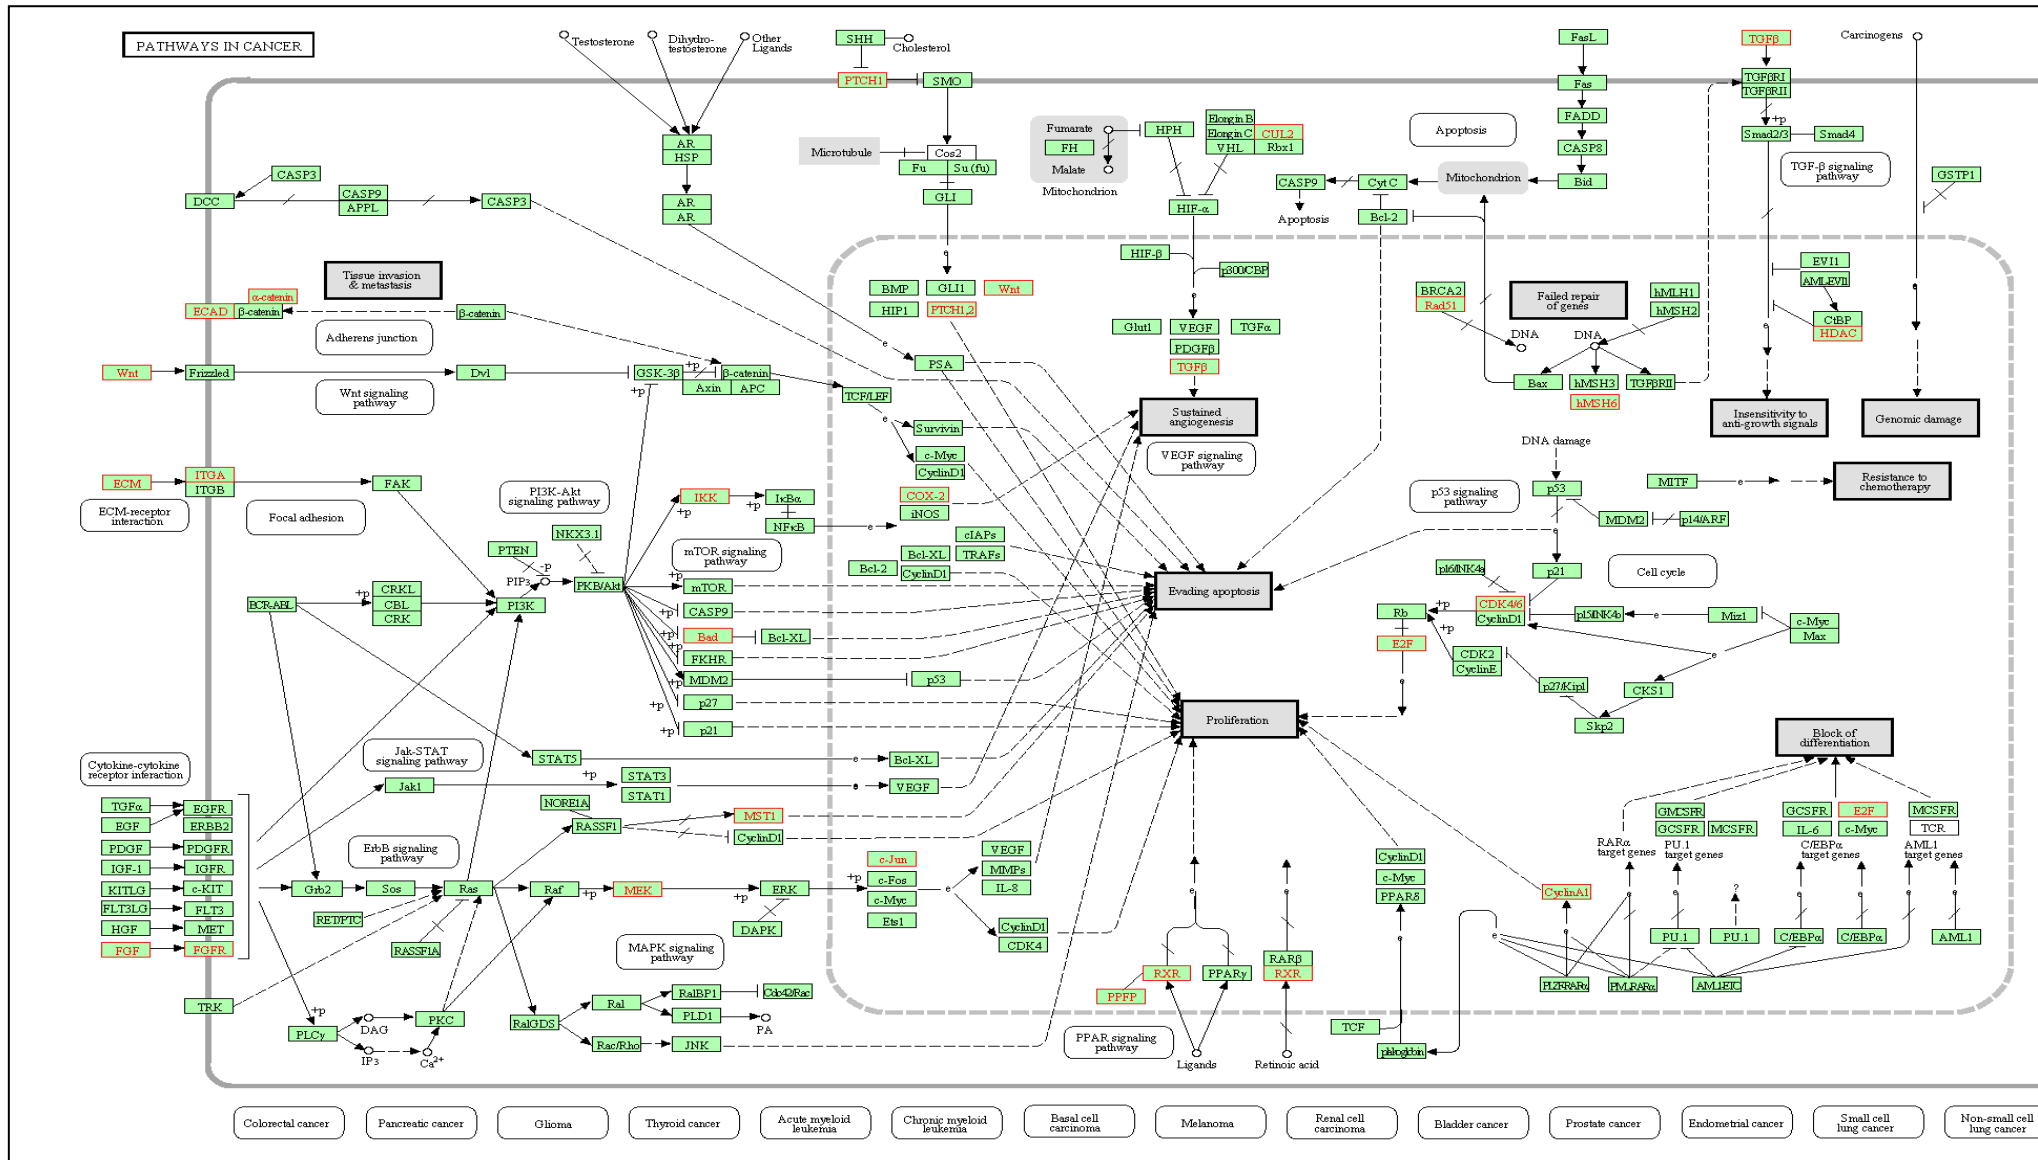 PATHWAYS IN CANCER
Testosterone
Dihydro-
testosterone
Other
Ligands
SHH
Cholesterol
PTCH1
SMO
Microtubule
Cos2
Fu
Su (fu)
GLI
AR
HSP
AR
AR
Fumarate
FH
Malate
Mitochondrion
HPH
Elongin B
Elongin C
CUL2
VHL
Rbx1
HIF-α
FasL
Fas
FADD
CASP8
Bid
Apoptosis
Mitochondrion
Cyt C
CASP9
Apoptosis
Bcl-2
TGFβ
TGFβRI
TGFβRII
+p
Smad2/3
Smad4
TGF-β signaling
pathway
Carcinogens
GSTP1
DCC
CASP3
CASP9
APPL
CASP3
Tissue invasion
& metastasis
α-catenin
ECAD
β-catenin
β-catenin
Adherens junction
Wnt
Frizzled
Dvl
GSK-3β
+p
β-catenin
Axin
APC
+p
Wnt signaling
pathway
TCF/LEF
e
Survivin
c-Myc
CyclinD1
e
BMP
GLI1
Wnt
HIP1
PTCH1,2
e
PSA
HIF-β
p300/CBP
Glut1
VEGF
TGFα
PDGFβ
TGFβ
Sustained
angiogenesis
VEGF signaling
pathway
BRCA2
Rad51
DNA
Failed repair
of genes
hMLH1
hMSH2
DNA
Bax
hMSH3
TGFβRII
hMSH6
EVI1
AML-EVI1
CtBP
HDAC
e
e
Insensitivity to
anti-growth signals
Genomic damage
ECM
ITGA
ITGB
FAK
ECM-receptor
interaction
Focal adhesion
PI3K-Akt
signaling pathway
IKK
+p
IκBα
+p
NFκB
e
COX-2
iNOS
mTOR signaling
pathway
NKX3.1
PTEN
-p
PIP3
PKB/Akt
PI3K
BCR-ABL
+p
CRKL
CBL
CRK
+p
mTOR
+p
CASP9
+p
Bad
Bcl-XL
+p
FKHR
+p
MDM2
p53
+p
p27
+p
p21
cIAPs
Bcl-XL
TRAFs
Bcl-2
CyclinD1
Evading apoptosis
Proliferation
DNA damage
p53
p53 signaling
pathway
MITF
e
Resistance to
chemotherapy
MDM2
p14/ARF
e
p21
Cell cycle
p16/INK4a
CDK4/6
CyclinD1
Rb
+p
E2F
e
+p
CDK2
CyclinE
p15/INK4b
e
Miz1
c-Myc
Max
e
p27/Kip1
CKS1
Skp2
Block of
differentiation
Cytokine-cytokine
receptor interaction
Jak-STAT
signaling pathway
Jak1
STAT5
e
Bcl-XL
+p
STAT3
STAT1
e
VEGF
NORE1A
RASSF1
MST1
CyclinD1
ErbB signaling
pathway
TGFα
EGFR
EGF
ERBB2
PDGF
PDGFR
IGF-1
IGFR
KITLG
c-KIT
FLT3LG
FLT3
HGF
MET
FGF
FGFR
TRK
Grb2
Sos
Ras
Raf
+p
MEK
+p
ERK
+p
DAPK
RET/PTC
RASSF1A
MAPK signaling
pathway
c-Jun
c-Fos
c-Myc
Ets1
e
VEGF
MMPs
IL-8
CyclinD1
CDK4
+p
PLCγ
DAG
IP3
Ca2+
PKC
RalGDS
Ral
RalBP1
Cdc42/Rac
PLD1
PA
Rac/Rho
JNK
e
RXR
PPARγ
PPFP
PPAR signaling
pathway
Ligands
e
RARβ
RXR
Retinoic acid
CyclinD1
c-Myc
PPARδ
e
TCF
plakoglobin
CyclinA1
e
e
GMCSFR
GCSFR
MCSFR
GCSFR
E2F
IL-6
c-Myc
MCSFR
TCR
RARα
target genes
PU.1
target genes
C/EBPα
target genes
AML1
target genes
?
e
e
e
e
e
e
PU.1
PU.1
C/EBPα
C/EBPα
AML1
PLZF-RARα
PML-RARα
AML1-ETO
Colorectal cancer
Pancreatic cancer
Glioma
Thyroid cancer
Acute myeloid
leukemia
Chronic myeloid
leukemia
Basal cell
carcinoma
Melanoma
Renal cell
carcinoma
Bladder cancer
Prostate cancer
Endometrial cancer
Small cell
lung cancer
Non-small cell
lung cancer